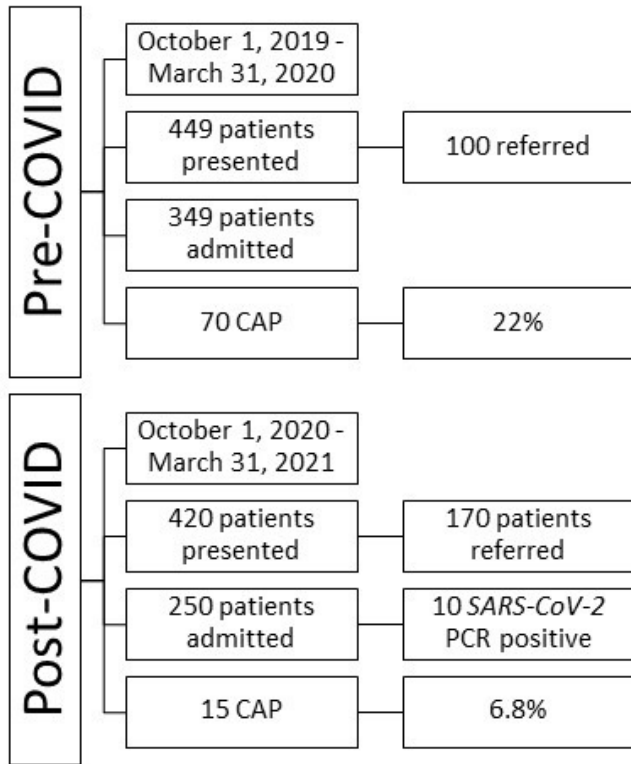 Pre-COVID
October 1, 2019 -
March 31, 2020
449 patients
presented
100 referred
349 patients
admitted
70 CAP
22%
Post-COVID
October 1, 2020 -
March 31, 2021
420 patients
presented
170 patients
referred
250 patients
admitted
10 SARS-CoV-2
PCR positive
15 CAP
6.8%